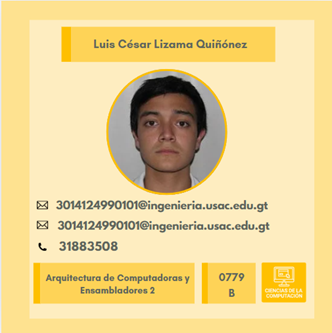 Luis César Lizama Quiñónez
3014124990101@ingenieria.usac.edu.gt
3014124990101@ingenieria.usac.edu.gt
31883508
Arquitectura de Computadoras y
Ensambladores 2
0779
B
CIENCIAS DE LA
COMPUTACIÓN